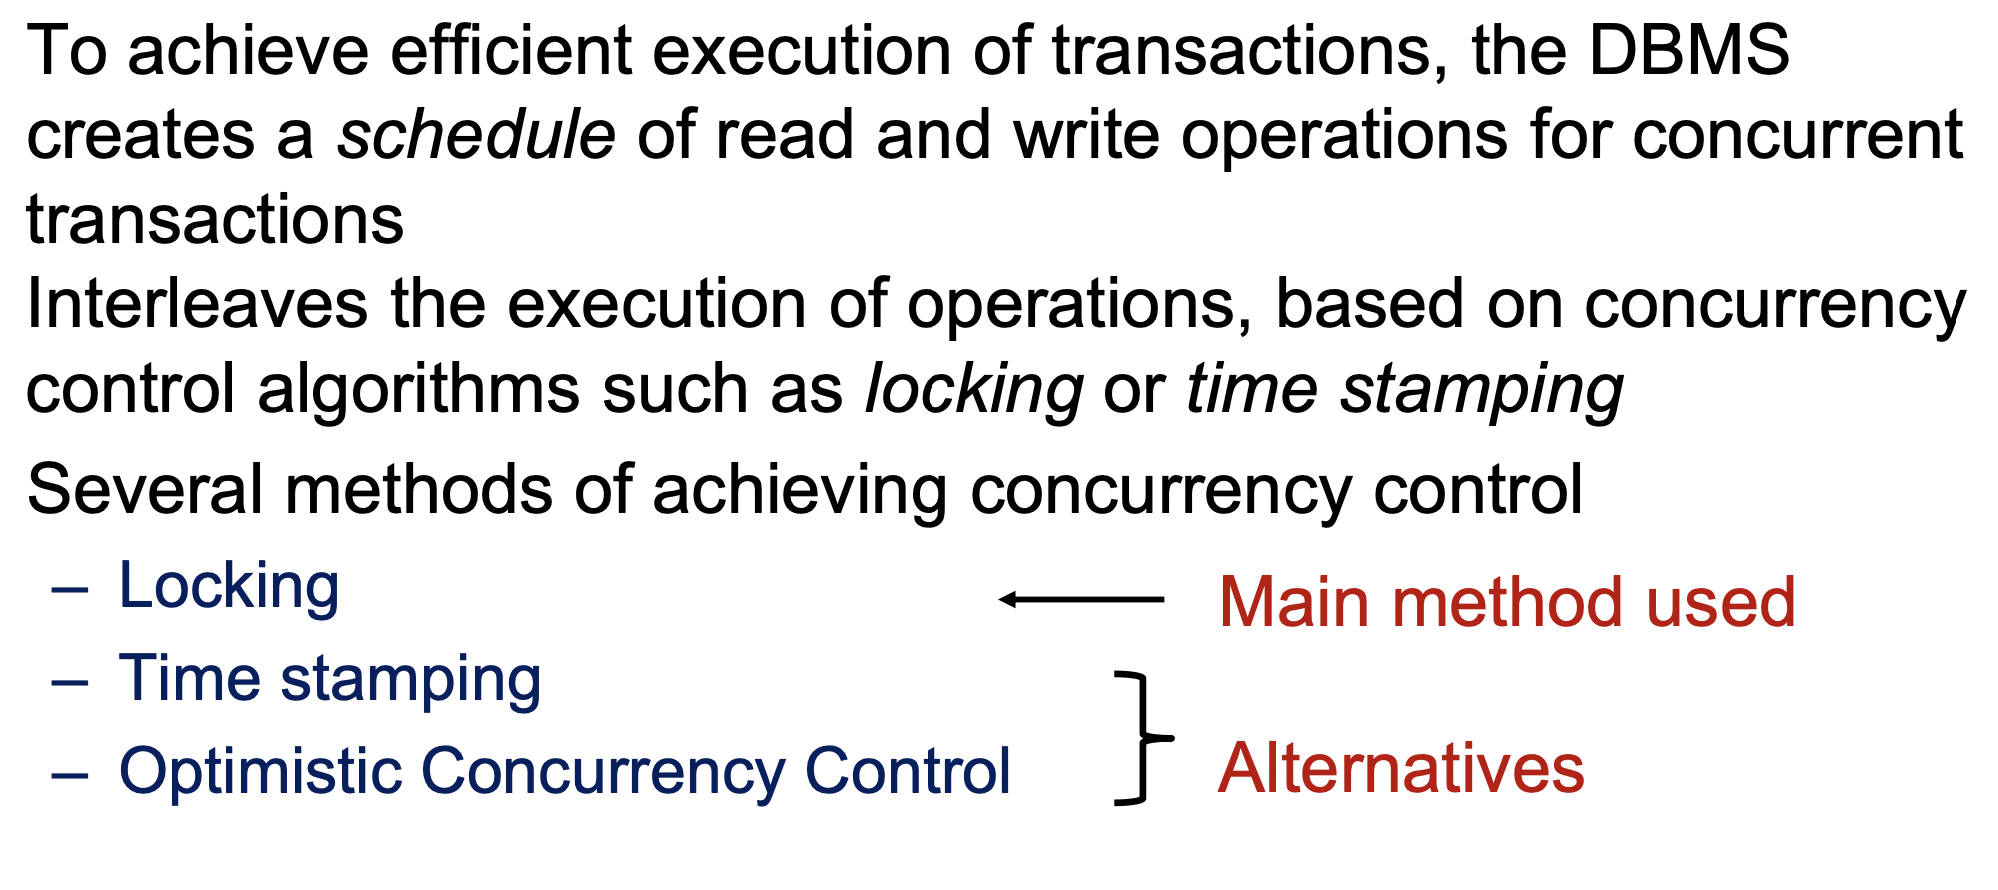 To achieve efficient execution of transactions, the DBMS
creates a schedule of read and write operations for concurrent
transactions
Interleaves the execution of operations, based on concurrency
control algorithms such as locking or time stamping
Several methods of achieving concurrency control
– Locking
Main method used
– Time stamping
– Optimistic Concurrency Control
Alternatives